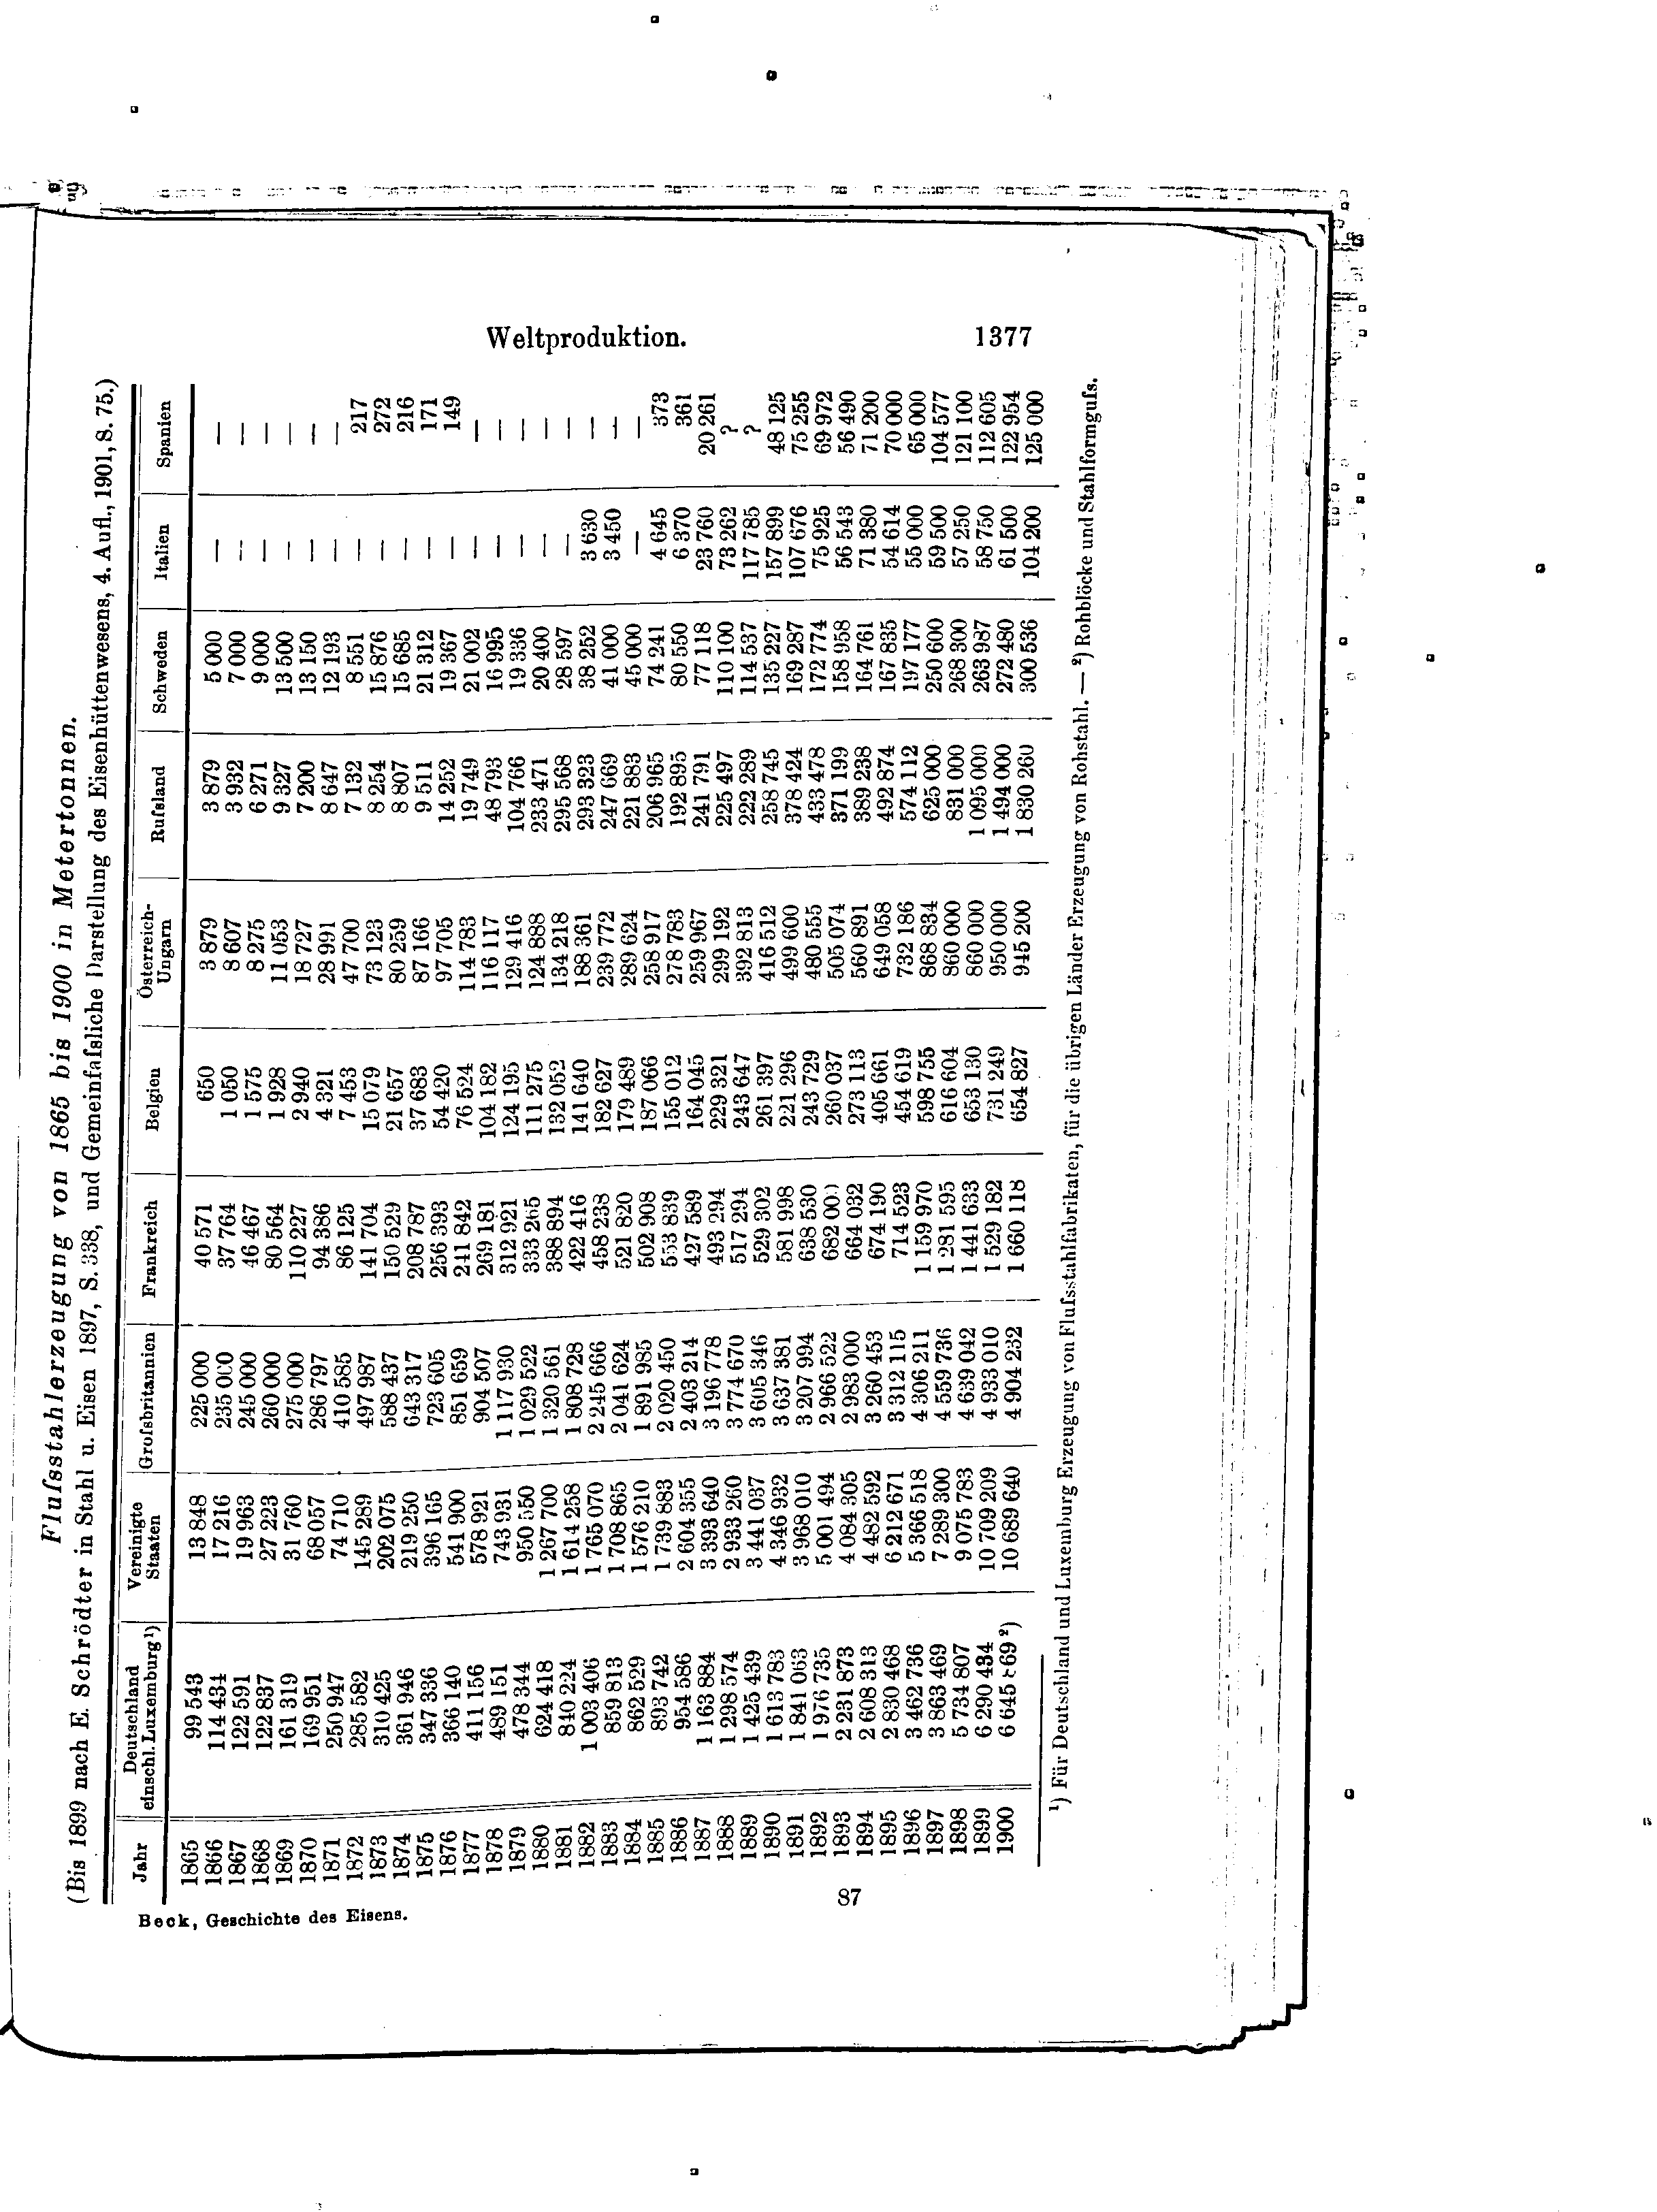 Weltproduktion. 1377
Flußsstahlerzeugung von 1865 bis 1900 in Metertonnen.
(Bis 1899 nach E. Schrödter in Stahl u. Eisen 1897, S. 338, und Gemeinfaſsliche Darstellung des Eisenhüttenwesens, 4. Aufl., 1901, S. 75.)
Jahr Deutschland einschl. Luxemburg ¹) Vereinigte Staaten Groſsbritannien Frankreich Belgien Österreich-Ungarn Ruſsland Schweden Italien Spanien
1865 99 543 13 848 225 000 40 571 650 3 879 3 879 5 000 — —
1866 114 434 17 216 235 000 37 764 1 050 8 607 3 932 7 000 — —
1867 122 591 19 963 245 000 46 467 1 575 8 275 6 271 9 000 — —
1868 122 837 27 223 260 000 80 564 1 928 11 053 9 327 13 500 — —
1869 161 319 31 760 275 000 110 227 2 940 18 727 7 200 13 150 — —
1870 169 951 68 057 286 797 94 386 4 321 28 991 8 647 12 193 — —
1871 250 947 74 710 410 585 86 125 7 453 47 700 7 132 8 551 — 217
1872 285 582 145 289 497 987 141 704 15 079 73 123 8 254 15 876 — 272
1873 310 425 202 075 588 437 150 529 21 657 80 259 8 807 15 685 — 216
1874 361 946 219 250 643 317 208 787 37 683 87 166 9 511 21 312 — 171
1875 347 336 396 165 723 605 256 393 54 420 97 705 14 252 19 367 — 149
1876 366 140 541 900 851 659 241 842 76 524 114 783 19 749 21 002 — —
1877 411 156 578 921 904 507 269 181 104 182 116 117 48 793 16 995 — —
1878 489 151 743 931 1 117 930 312 921 124 195 129 416 104 766 19 336 — —
1879 478 344 950 550 1 029 522 333 265 111 275 124 888 233 471 20 400 — —
1880 624 418 1 267 700 1 320 561 388 894 132 052 134 218 295 568 28 597 — —
1881 840 224 1 614 258 1 808 728 422 416 141 640 188 361 293 323 38 252 3 630 —
1882 1 003 406 1 765 070 2 245 666 458 238 182 627 239 772 247 669 41 000 3 450 —
1883 859 813 1 708 865 2 041 624 521 820 179 489 289 624 221 883 45 000 — —
1884 862 529 1 576 210 1 891 985 502 908 187 066 258 917 206 965 74 241 4 645 373
1885 893 742 1 739 883 2 020 450 553 839 155 012 278 783 192 895 80 550 6 370 361
1886 954 586 2 604 355 2 403 214 427 589 164 045 259 967 241 791 77 118 23 760 20 261
1887 1 163 884 3 393 640 3 196 778 493 294 229 321 299 192 225 497 110 100 73 262 ?
1888 1 298 574 2 933 260 3 774 670 517 294 243 647 392 813 222 289 114 537 117 785 ?
1889 1 425 439 3 441 037 3 605 346 529 302 261 397 416 512 258 745 135 227 157 899 48 125
1890 1 613 783 4 346 932 3 637 381 581 998 221 296 499 600 378 424 169 287 107 676 75 255
1891 1 841 063 3 968 010 3 207 994 638 530 243 729 480 555 433 478 172 774 75 925 69 972
1892 1 976 735 5 001 494 2 966 522 682 000 260 037 505 074 371 199 158 958 56 543 56 490
1893 2 231 873 4 084 305 2 983 000 664 032 273 113 560 891 389 238 164 761 71 380 71 200
1894 2 608 313 4 482 592 3 260 453 674 190 405 661 649 058 492 874 167 835 54 614 70 000
1895 2 830 468 6 212 671 3 312 115 714 523 454 619 732 186 574 112 197 177 55 000 65 000
1896 3 462 736 5 366 518 4 306 211 1 159 970 598 755 868 834 625 000 250 600 59 500 104 577
1897 3 863 469 7 289 300 4 559 736 1 281 595 616 604 860 000 831 000 268 300 57 250 121 100
1898 5 734 807 9 075 783 4 639 042 1 441 633 653 130 860 000 1 095 000 263 987 58 750 112 605
1899 6 290 434 10 709 209 4 933 010 1 529 182 731 249 950 000 1 494 000 272 480 61 500 122 954
1900 10 689 640 4 904 232 1 660 118 654 827 945 200 1 830 260 300 536 104 200 125 000
¹) Für Deutschland und Luxemburg Erzeugung von Fluſsstahlfabrikaten, für die übrigen Länder Erzeugung von Rohstahl. — ²) Rohblöcke und Stahlformguſs.
Beck, Geschichte des Eisens. 87